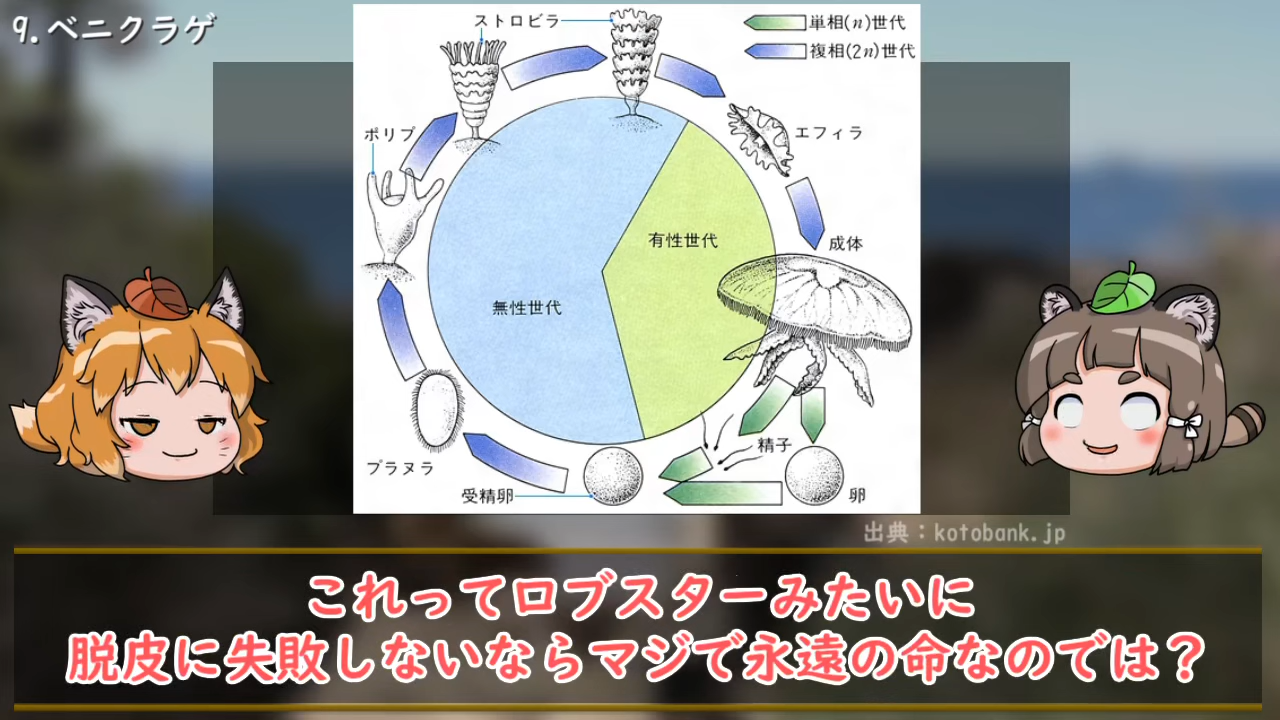 9.ベニクラゲ
ストロビラ
単相(n)世代
複相(2n)世代
ポリプ
エフィラ
有性世代
成体
無性世代
精子
プラヌラ
受精卵
卵
出典：kotobank.jp
これってロブスターみたいに
脱皮に失敗しないならマジで永遠の命なのでは？